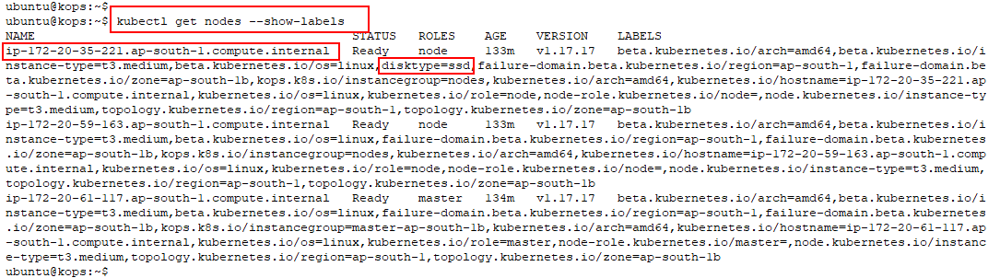 ubuntu@kops:~$
ubuntu@kops:~$ kubectl get nodes --show-labels
NAME STATUS ROLES AGE VERSION LABELS
ip-172-20-35-221.ap-south-1.compute.internal Ready node 133m v1.17.17 beta.kubernetes.io/arch=amd64,beta.kubernetes.io/i
nstance-type=t3.medium,beta.kubernetes.io/os=linux,disktype=ssd,failure-domain.beta.kubernetes.io/region=ap-south-1,failure-domain.be
ta.kubernetes.io/zone=ap-south-1b,kops.k8s.io/instancegroup=nodes,kubernetes.io/arch=amd64,kubernetes.io/hostname=ip-172-20-35-221.ap
-south-1.compute.internal,kubernetes.io/os=linux,kubernetes.io/role=node,node-role.kubernetes.io/node=,node.kubernetes.io/instance-ty
pe=t3.medium,topology.kubernetes.io/region=ap-south-1,topology.kubernetes.io/zone=ap-south-1b
ip-172-20-59-163.ap-south-1.compute.internal Ready node 133m v1.17.17 beta.kubernetes.io/arch=amd64,beta.kubernetes.io/i
nstance-type=t3.medium,beta.kubernetes.io/os=linux,failure-domain.beta.kubernetes.io/region=ap-south-1,failure-domain.beta.kubernetes
.io/zone=ap-south-1b,kops.k8s.io/instancegroup=nodes,kubernetes.io/arch=amd64,kubernetes.io/hostname=ip-172-20-59-163.ap-south-1.comp
ute.internal,kubernetes.io/os=linux,kubernetes.io/role=node,node-role.kubernetes.io/node=,node.kubernetes.io/instance-type=t3.medium,
topology.kubernetes.io/region=ap-south-1,topology.kubernetes.io/zone=ap-south-1b
ip-172-20-61-117.ap-south-1.compute.internal Ready master 134m v1.17.17 beta.kubernetes.io/arch=amd64,beta.kubernetes.io/i
nstance-type=t3.medium,beta.kubernetes.io/os=linux,failure-domain.beta.kubernetes.io/region=ap-south-1,failure-domain.beta.kubernetes
.io/zone=ap-south-1b,kops.k8s.io/instancegroup=master-ap-south-1b,kubernetes.io/arch=amd64,kubernetes.io/hostname=ip-172-20-61-117.ap
-south-1.compute.internal,kubernetes.io/os=linux,kubernetes.io/role=master,node-role.kubernetes.io/master=,node.kubernetes.io/instanc
e-type=t3.medium,topology.kubernetes.io/region=ap-south-1,topology.kubernetes.io/zone=ap-south-1b
ubuntu@kops:~$